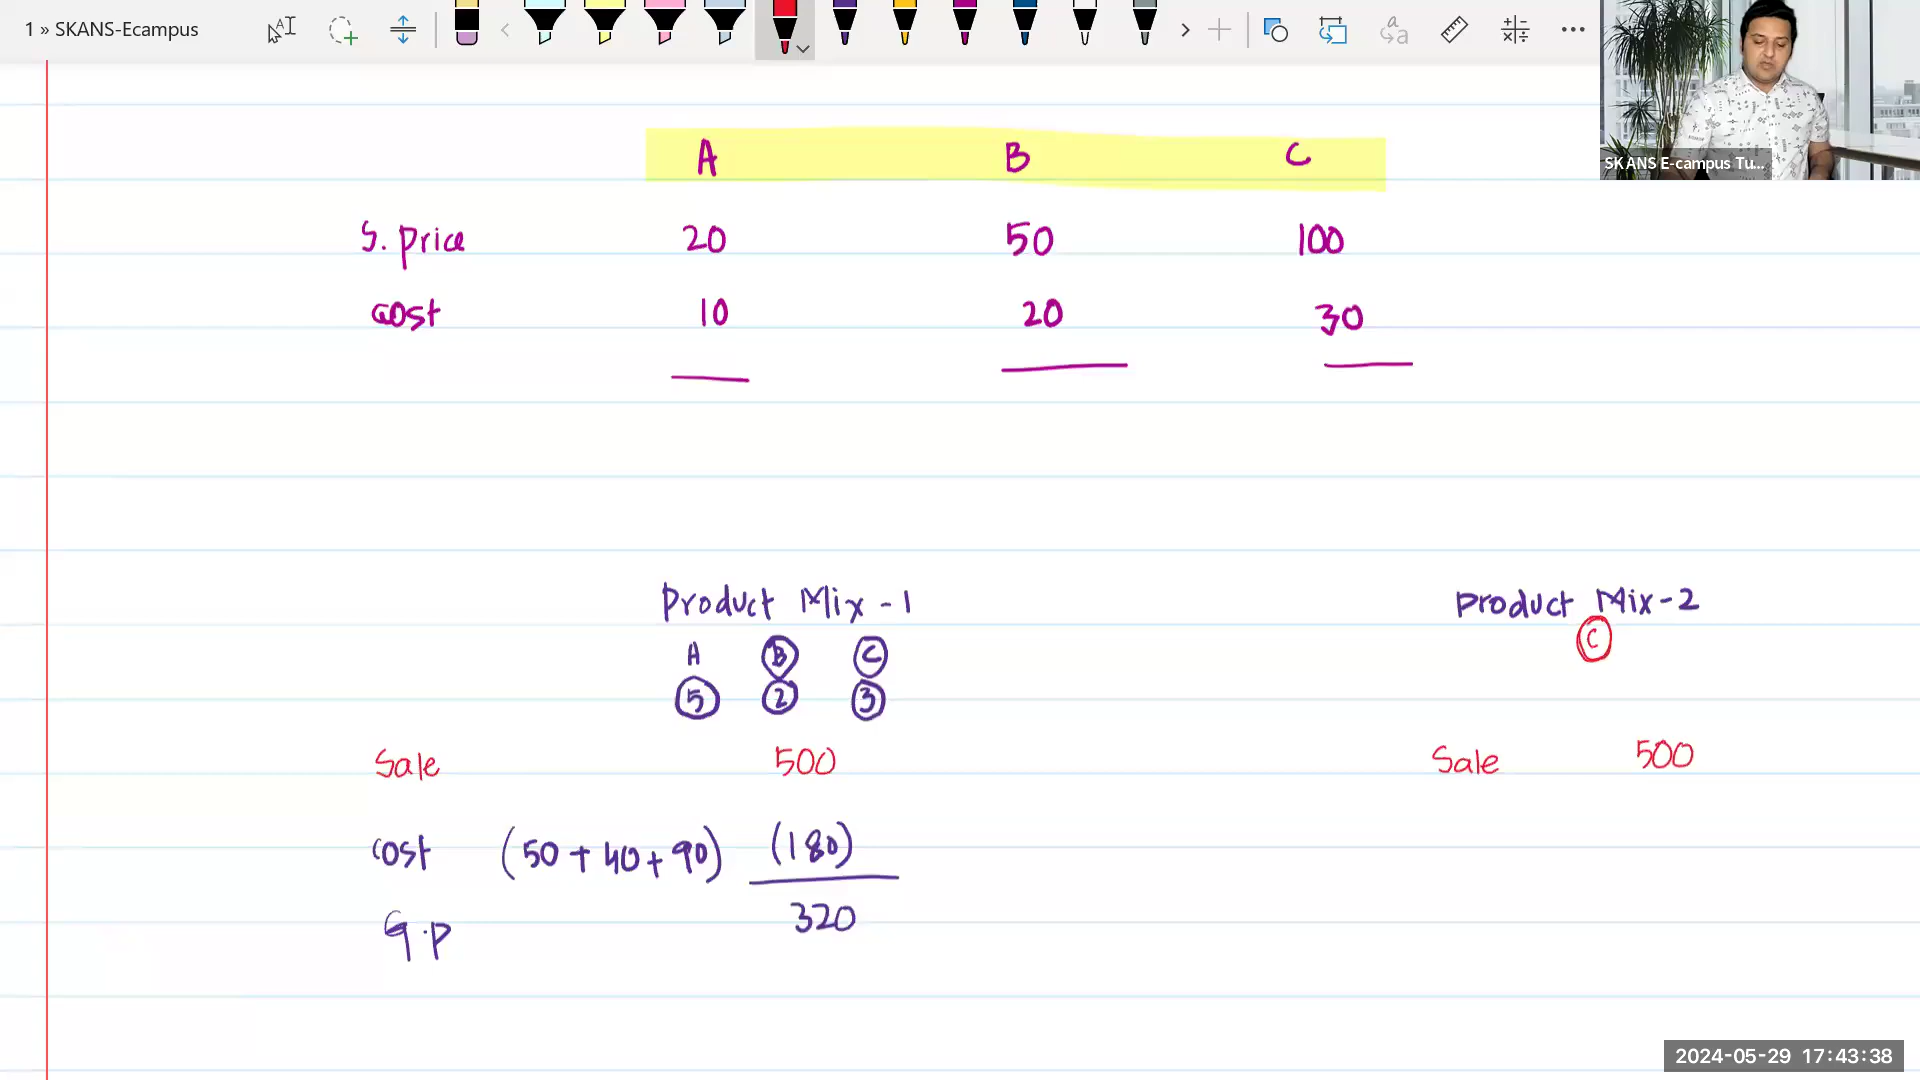 1 » SKANS-Ecampus
SKANS E-campus Tu...
A B C
S. Price 20 50 100
Cost 10 20 30
Product Mix - 1
A B C
5 2 3
Sale 500
Cost (50 + 40 + 90) (180)
G.P 320
Product Mix - 2
C
Sale 500
2024-05-29 17:43:38